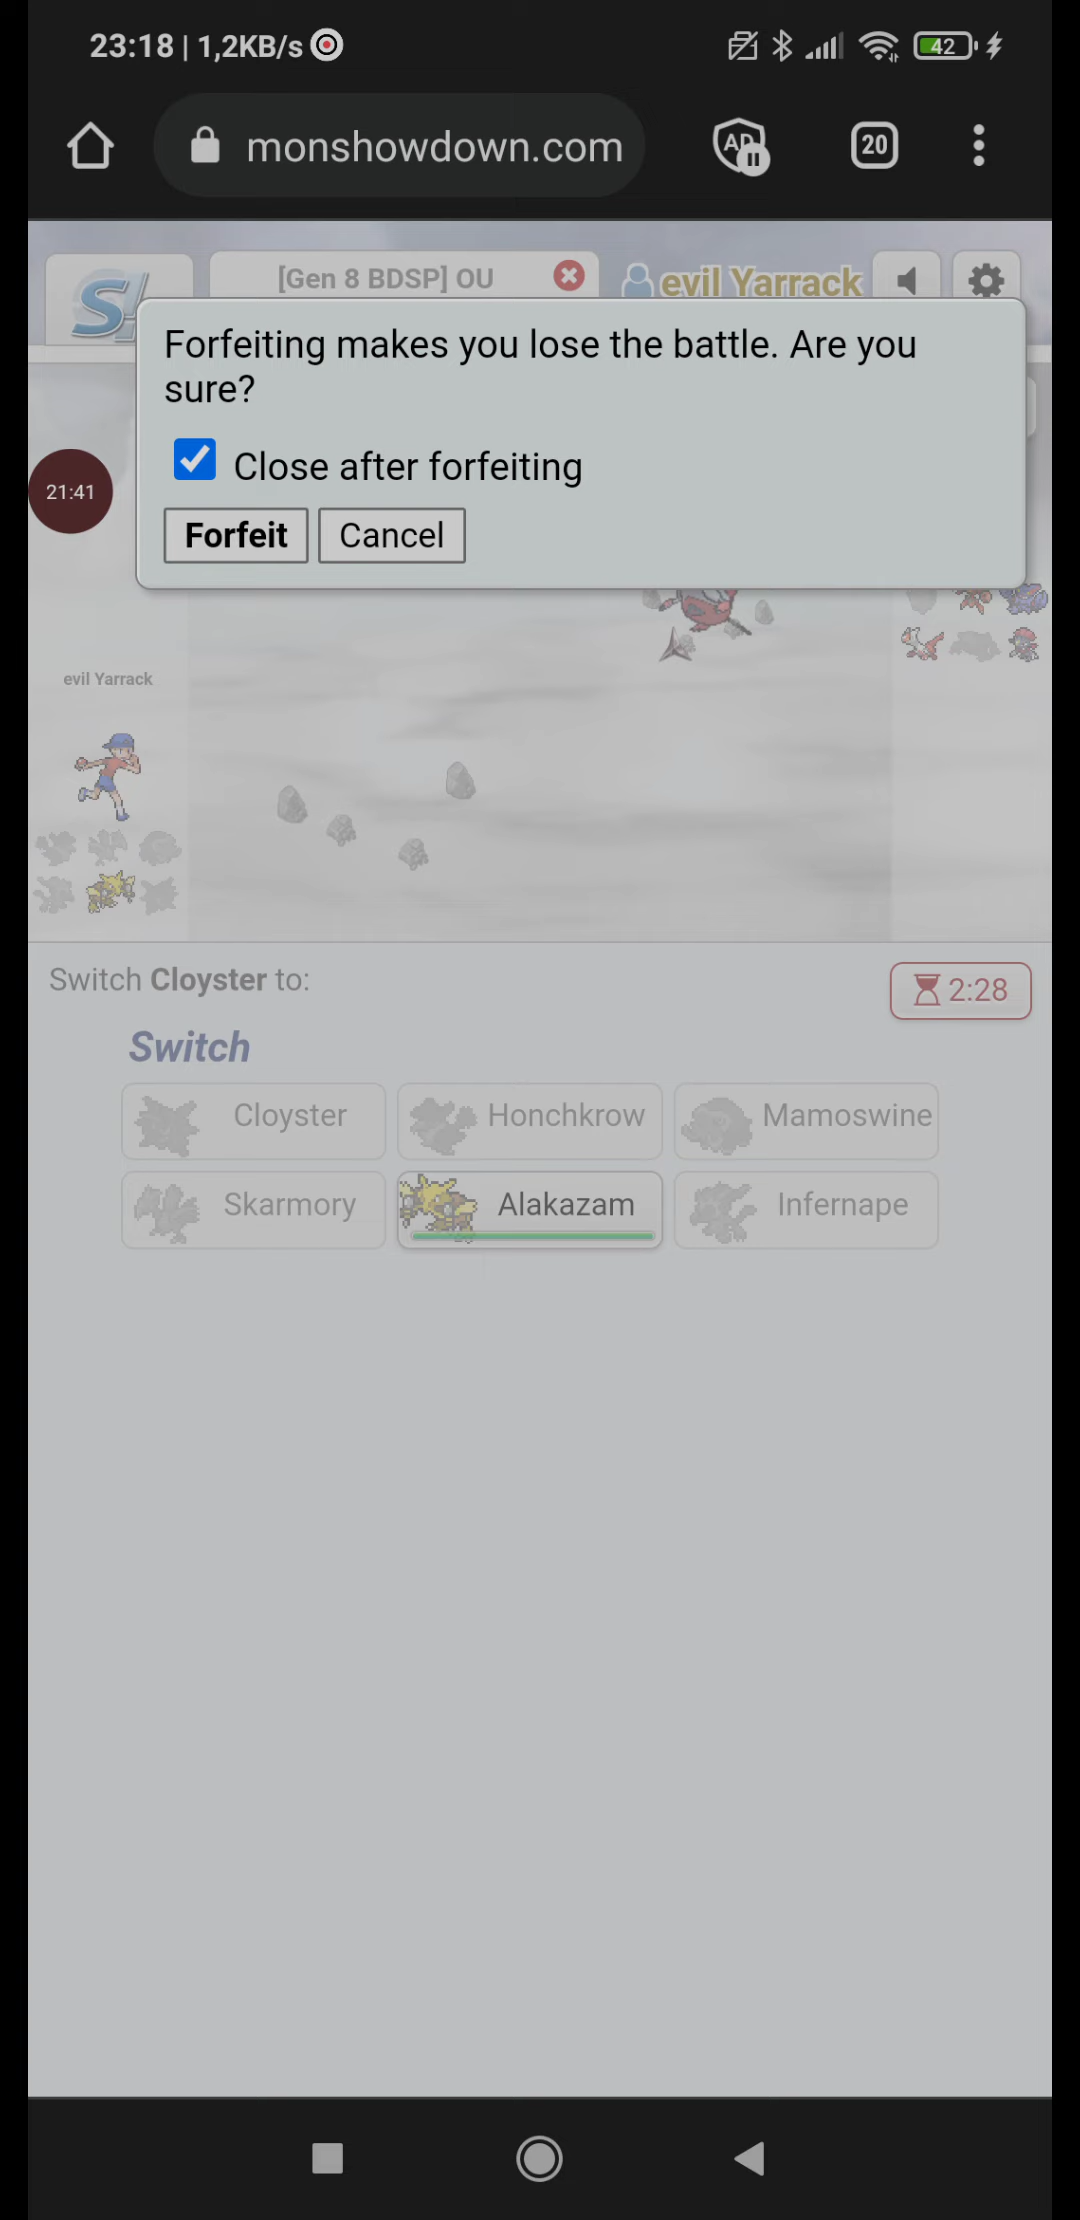 23:18 | 1,2KB/s
42
monshowdown.com
AD
20
S!
[Gen 8 BDSP] OU
evil Yarrack
Forfeiting makes you lose the battle. Are you
sure?
Close after forfeiting
Forfeit
Cancel
21:41
evil Yarrack
Switch Cloyster to:
2:28
Switch
Cloyster
Honchkrow
Mamoswine
Skarmory
Alakazam
Infernape